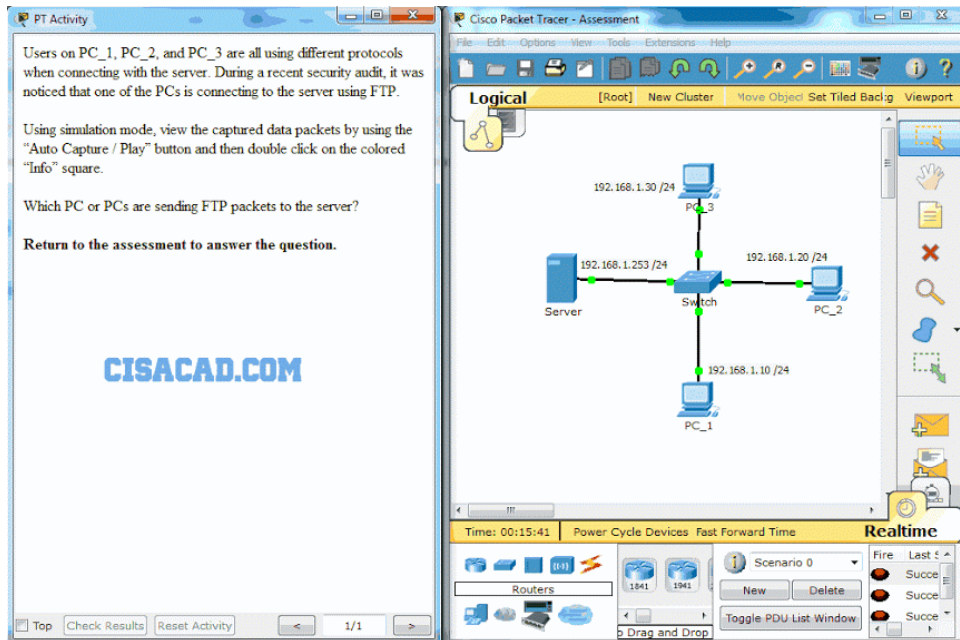 PT Activity
Users on PC_1, PC_2, and PC_3 are all using different protocols
when connecting with the server. During a recent security audit, it was
noticed that one of the PCs is connecting to the server using FTP.
Using simulation mode, view the captured data packets by using the
“Auto Capture / Play” button and then double click on the colored
“Info” square.
Which PC or PCs are sending FTP packets to the server?
Return to the assessment to answer the question.
CISACAD.COM
Top Check Results Reset Activity < 1/1 >
Cisco Packet Tracer - Assessment
File Edit Options View Tools Extensions Help
Logical [Root] New Cluster Move Object Set Tiled Backg Viewport
192.168.1.30 /24
PC_3
192.168.1.253 /24
192.168.1.20 /24
Server
Switch
PC_2
192.168.1.10 /24
PC_1
Time: 00:15:41 Power Cycle Devices Fast Forward Time Realtime
Routers
1841
1941
Scenario 0
New Delete
Toggle PDU List Window
Fire Last S
Succe
Succe
Succe
o Drag and Drop